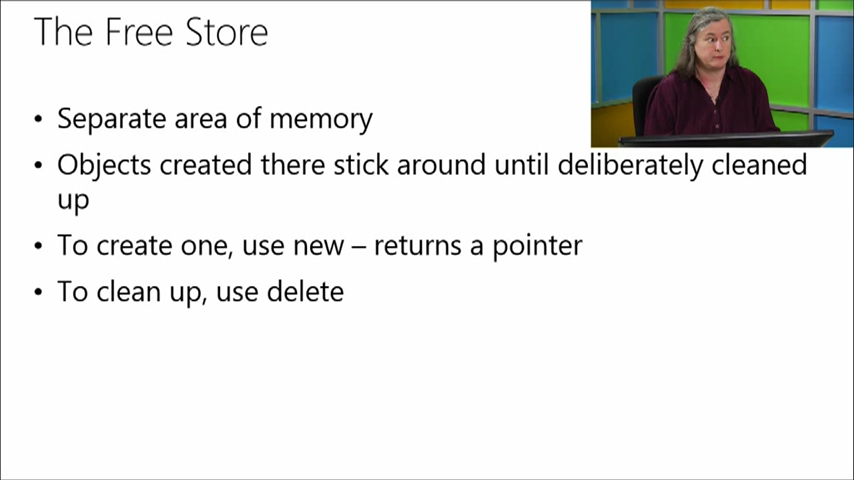 The Free Store
• Separate area of memory
• Objects created there stick around until deliberately cleaned
up
• To create one, use new – returns a pointer
• To clean up, use delete